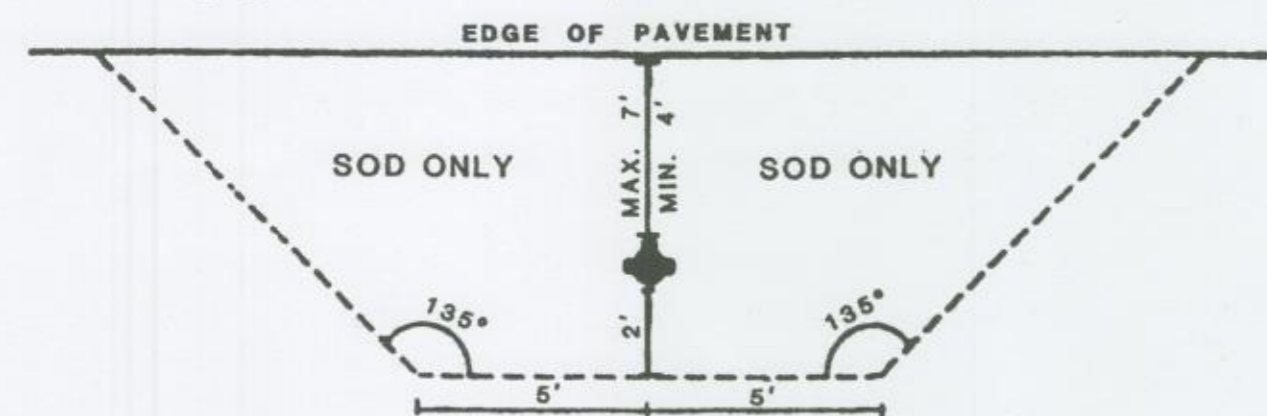 EDGE OF PAVEMENT
MAX. 7'
MIN. 4'
SOD ONLY
SOD ONLY
135°
135°
2'
5'
5'